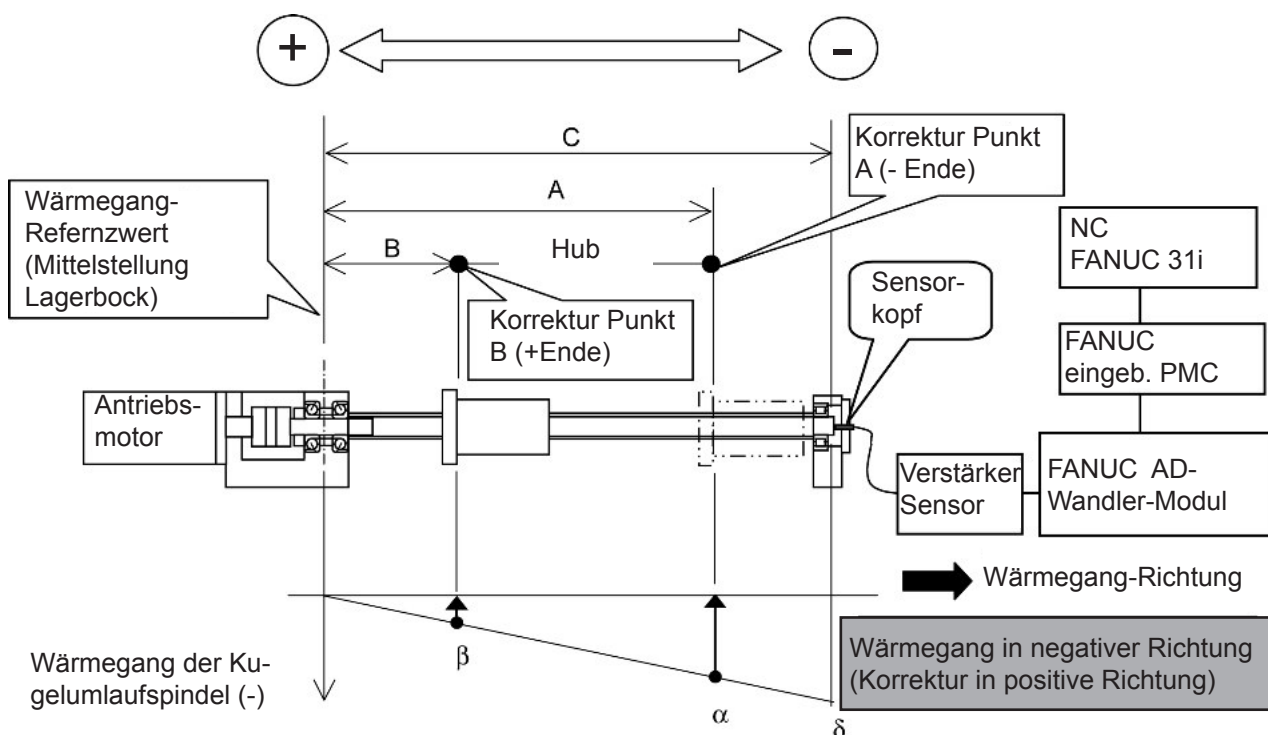 +
-
C
Korrektur Punkt
A (- Ende)
Wärmegang-
Refernzwert
(Mittelstellung
Lagerbock)
A
B
Hub
NC
FANUC 31i
Sensor-
kopf
Korrektur Punkt
B (+Ende)
FANUC
eingeb. PMC
Antriebs-
motor
Verstärker
Sensor
FANUC AD-
Wandler-Modul
Wärmegang-Richtung
Wärmegang der Ku-
gelumlaufspindel (-)
β
α
δ
Wärmegang in negativer Richtung
(Korrektur in positive Richtung)